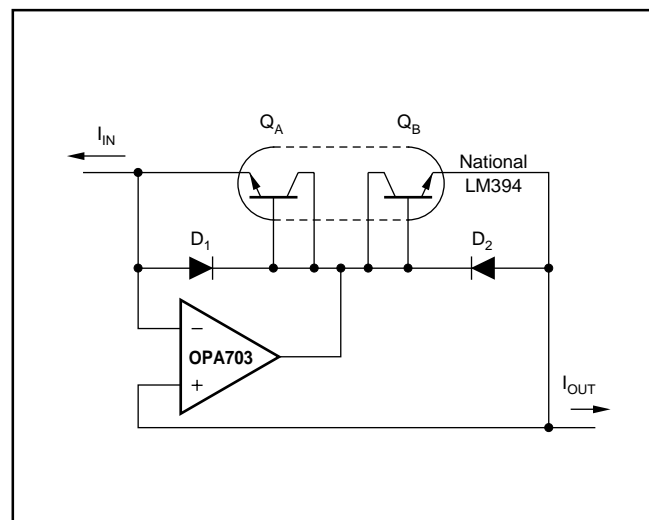 Q_A Q_B
I_IN
National
LM394
D_1 D_2
−
OPA703
+
I_OUT